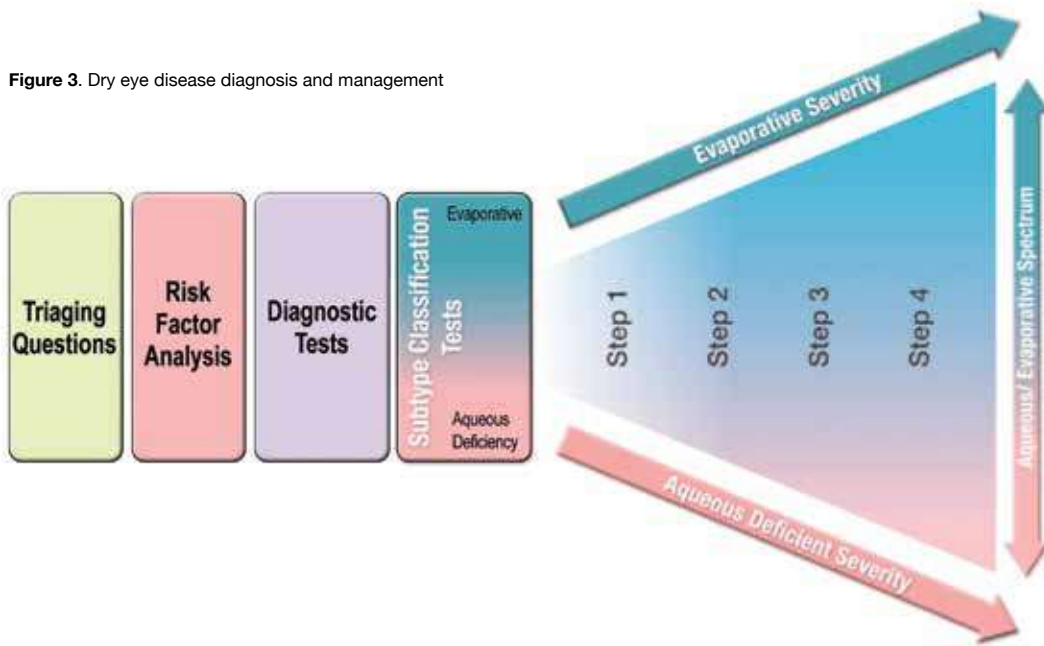 Figure 3. Dry eye disease diagnosis and management
Triaging
Questions
Risk
Factor
Analysis
Diagnostic
Tests
Subtype Classification
Tests
Evaporative
Aqueous
Deficiency
Evaporative Severity
Step 1
Step 2
Step 3
Step 4
Aqueous Deficient Severity
Aqueous/ Evaporative Spectrum